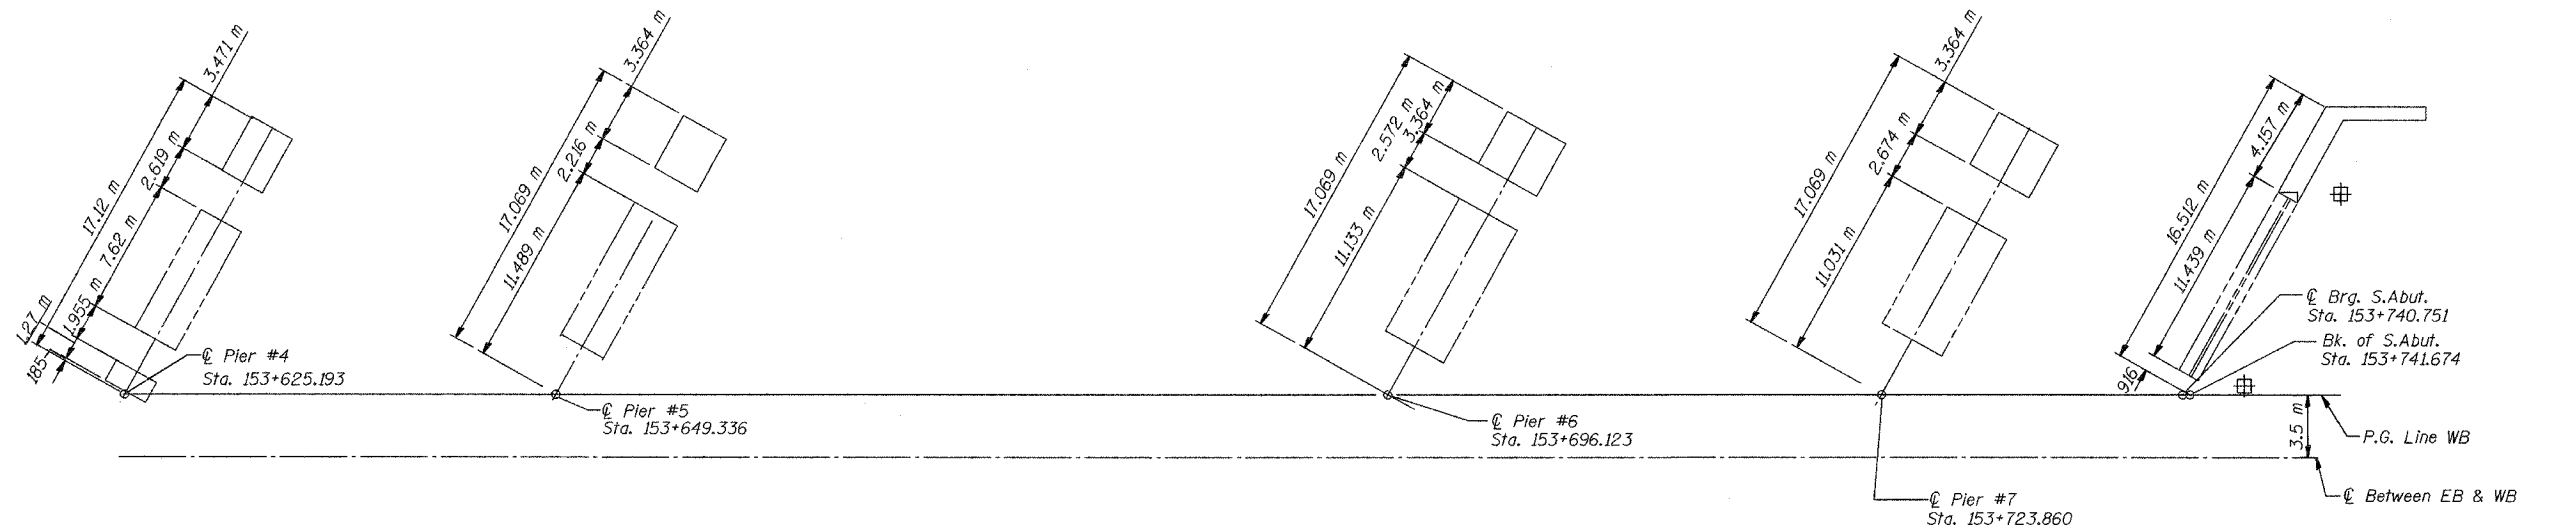 3.471 m
2.619 m
17.12 m
7.62 m
1.955 m
1.27 m
185
℄ Pier #4
Sta. 153+625.193
3.364 m
2.216 m
17.069 m
11.489 m
℄ Pier #5
Sta. 153+649.336
3.364 m
2.572 m
17.069 m
11.133 m
℄ Pier #6
Sta. 153+696.123
3.364 m
2.674 m
17.069 m
11.031 m
℄ Pier #7
Sta. 153+723.860
4.157 m
16.512 m
11.439 m
916
℄ Brg. S.Abut.
Sta. 153+740.751
Bk. of S.Abut.
Sta. 153+741.674
3.5 m
P.G. Line WB
℄ Between EB & WB